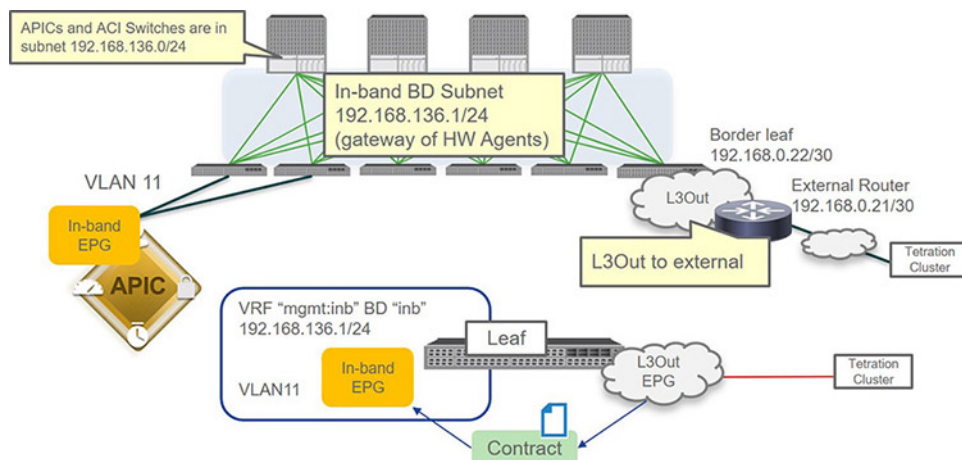 APICs and ACI Switches are in
subnet 192.168.136.0/24
In-band BD Subnet
192.168.136.1/24
(gateway of HW Agents)
Border leaf
192.168.0.22/30
VLAN 11
L3Out
External Router
192.168.0.21/30
In-band
EPG
L3Out to external
Tetration
Cluster
APIC
VRF “mgmt:inb” BD “inb”
192.168.136.1/24
Leaf
In-band
EPG
VLAN11
L3Out
EPG
Tetration
Cluster
Contract